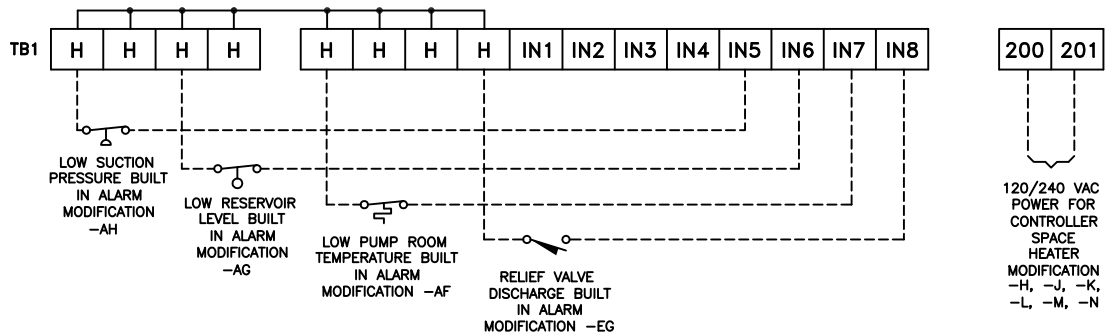 TB1 H H H H H H H H IN1 IN2 IN3 IN4 IN5 IN6 IN7 IN8 200 201
LOW SUCTION
PRESSURE BUILT
IN ALARM
MODIFICATION
–AH
LOW RESERVOIR
LEVEL BUILT
IN ALARM
MODIFICATION
–AG
LOW PUMP ROOM
TEMPERATURE BUILT
IN ALARM
MODIFICATION –AF
RELIEF VALVE
DISCHARGE BUILT
IN ALARM
MODIFICATION –EG
120/240 VAC
POWER FOR
CONTROLLER
SPACE
HEATER
MODIFICATION
–H, –J, –K,
–L, –M, –N